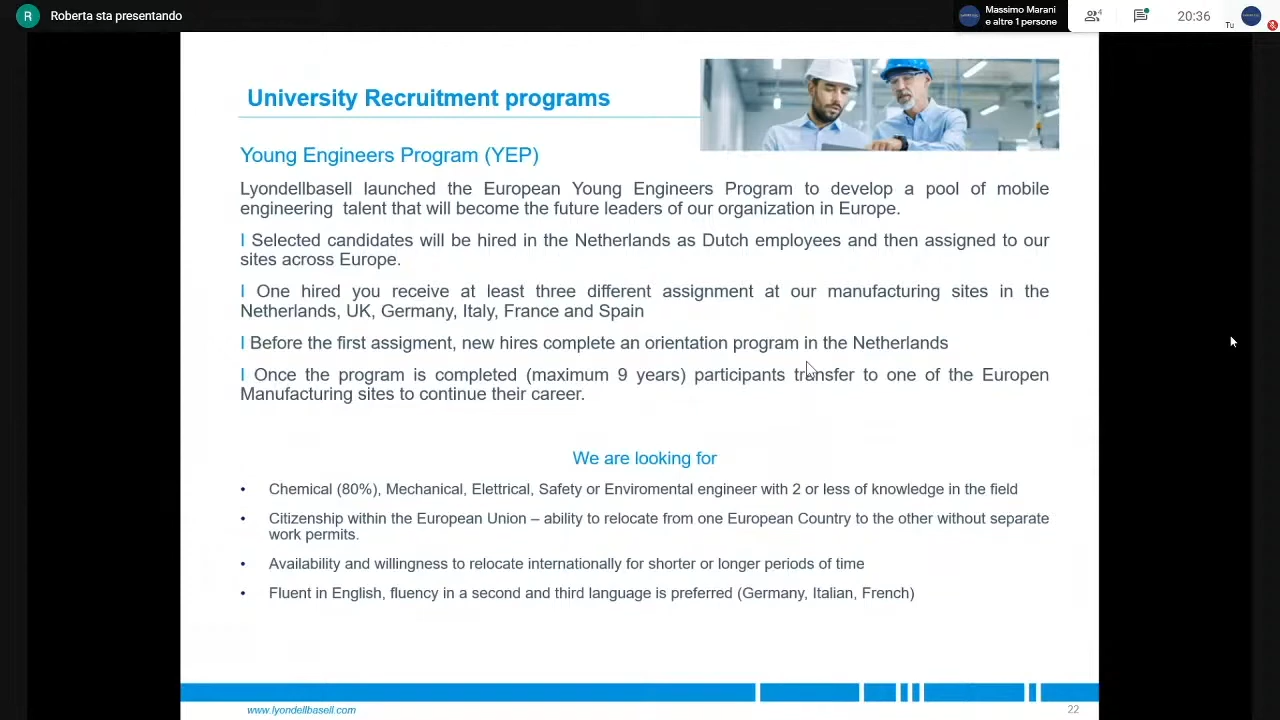 R Roberta sta presentando
Massimo Marani
e altre 1 persone
4
20:36
Tu
University Recruitment programs
Young Engineers Program (YEP)
Lyondellbasell launched the European Young Engineers Program to develop a pool of mobile
engineering talent that will become the future leaders of our organization in Europe.
I Selected candidates will be hired in the Netherlands as Dutch employees and then assigned to our
sites across Europe.
I One hired you receive at least three different assignment at our manufacturing sites in the
Netherlands, UK, Germany, Italy, France and Spain
I Before the first assigment, new hires complete an orientation program in the Netherlands
I Once the program is completed (maximum 9 years) participants transfer to one of the Europen
Manufacturing sites to continue their career.
We are looking for
• Chemical (80%), Mechanical, Elettrical, Safety or Enviromental engineer with 2 or less of knowledge in the field
• Citizenship within the European Union – ability to relocate from one European Country to the other without separate
work permits.
• Availability and willingness to relocate internationally for shorter or longer periods of time
• Fluent in English, fluency in a second and third language is preferred (Germany, Italian, French)
www.lyondellbasell.com
22